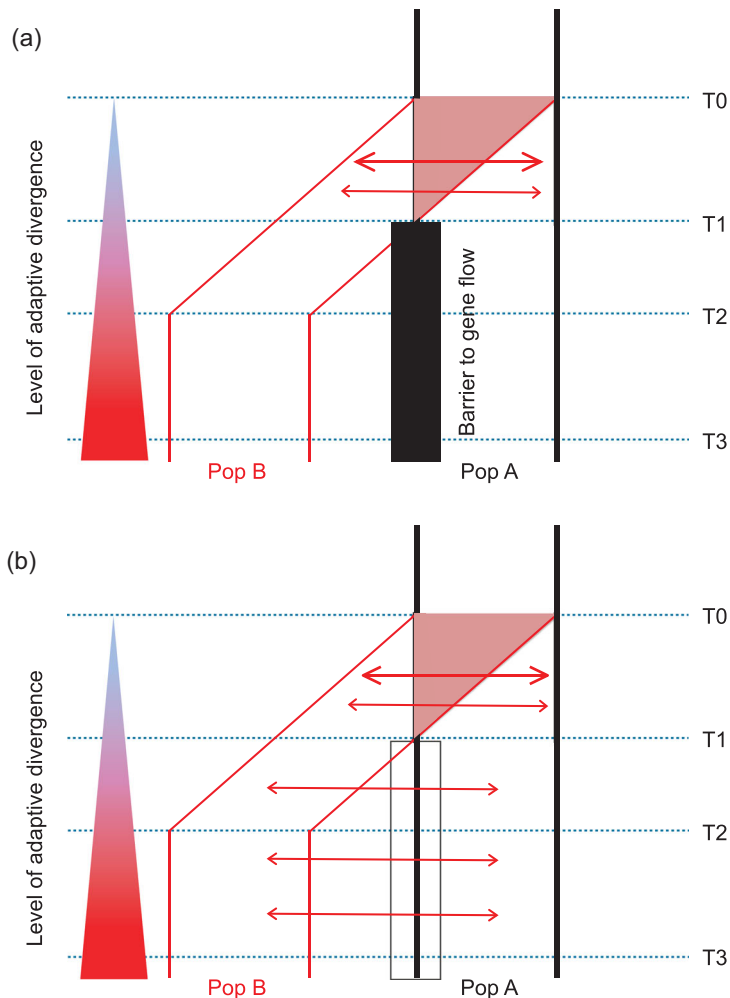 (a)
T0
Level of adaptive divergence
T1
T2
Barrier to gene flow
T3
Pop B
Pop A
(b)
T0
Level of adaptive divergence
T1
T2
T3
Pop B
Pop A